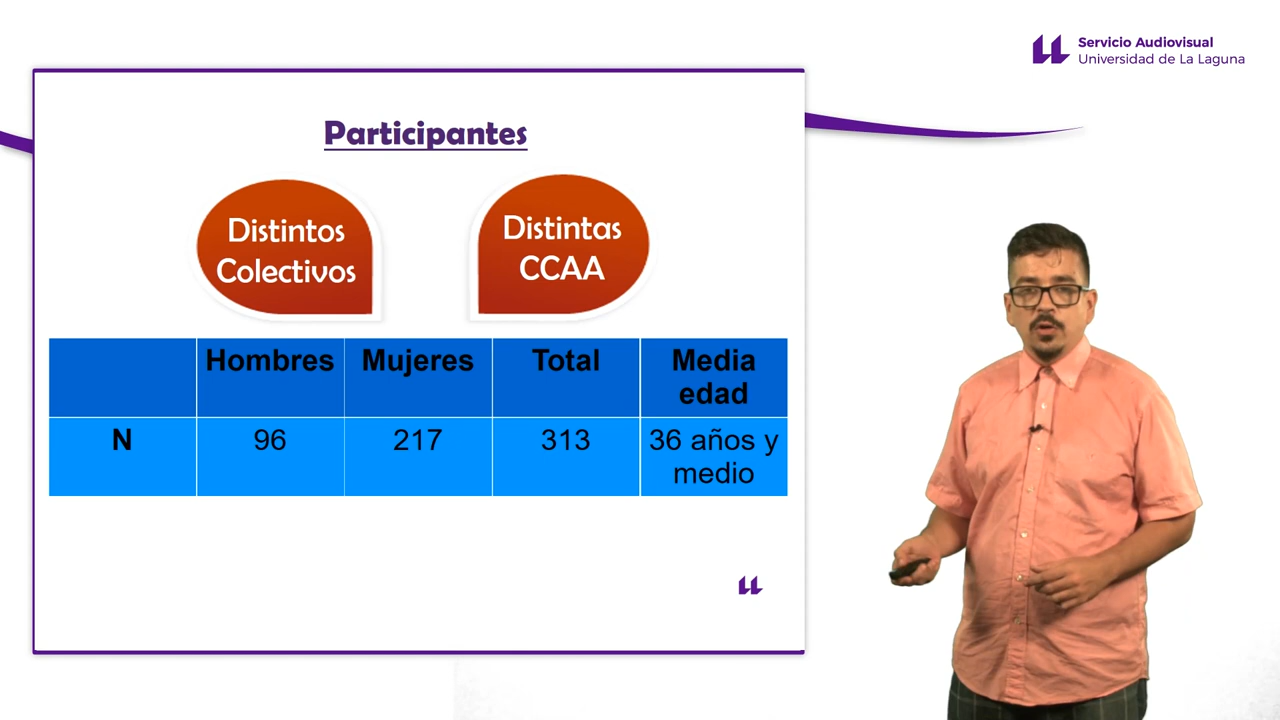 Servicio Audiovisual
Universidad de La Laguna
Participantes
Distintos
Colectivos
Distintas
CCAA
Hombres Mujeres Total Media
edad
N 96 217 313 36 años y
medio